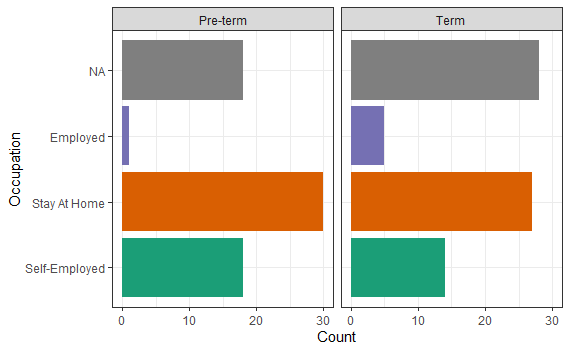 Pre-term
Term
Occupation
NA
Employed
Stay At Home
Self-Employed
0 10 20 30
0 10 20 30
Count